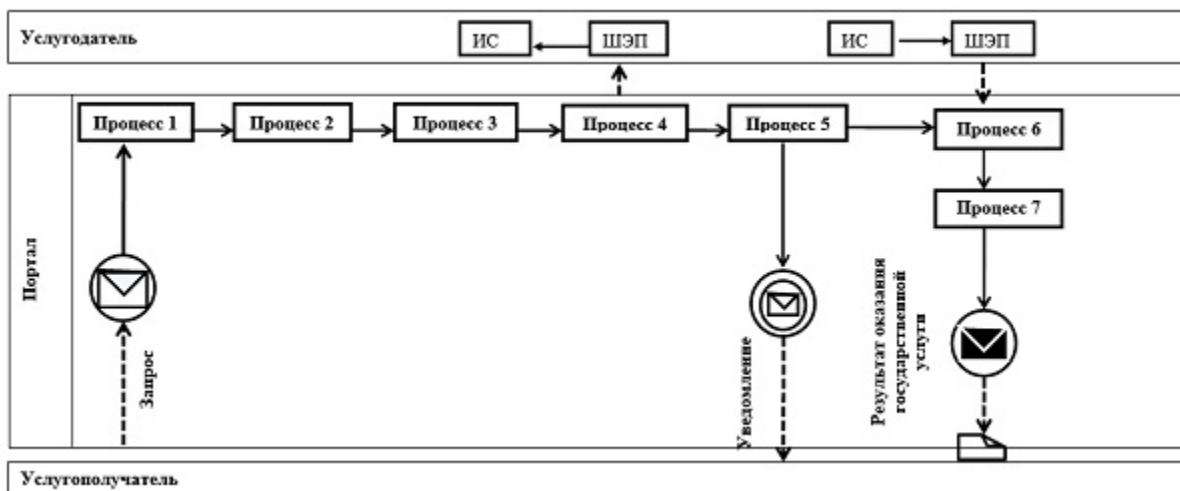 Услугодатель
ИС
ШЭП
ИС
ШЭП
Портал
Процесс 1
Процесс 2
Процесс 3
Процесс 4
Процесс 5
Процесс 6
Процесс 7
Запрос
Уведомление
Результат оказания
государственной
услуги
Услугополучатель